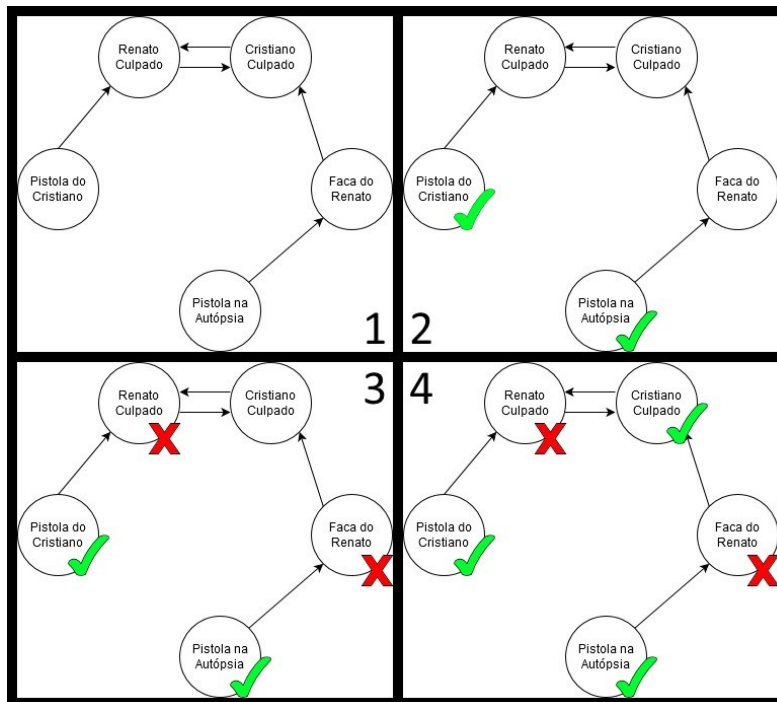 Renato
Culpado
Cristiano
Culpado
Pistola do
Cristiano
Faca do
Renato
Pistola na
Autópsia
1
Renato
Culpado
Cristiano
Culpado
Pistola do
Cristiano
Faca do
Renato
Pistola na
Autópsia
2
Renato
Culpado
Cristiano
Culpado
3
Pistola do
Cristiano
Faca do
Renato
Pistola na
Autópsia
4
Renato
Culpado
Cristiano
Culpado
Pistola do
Cristiano
Faca do
Renato
Pistola na
Autópsia